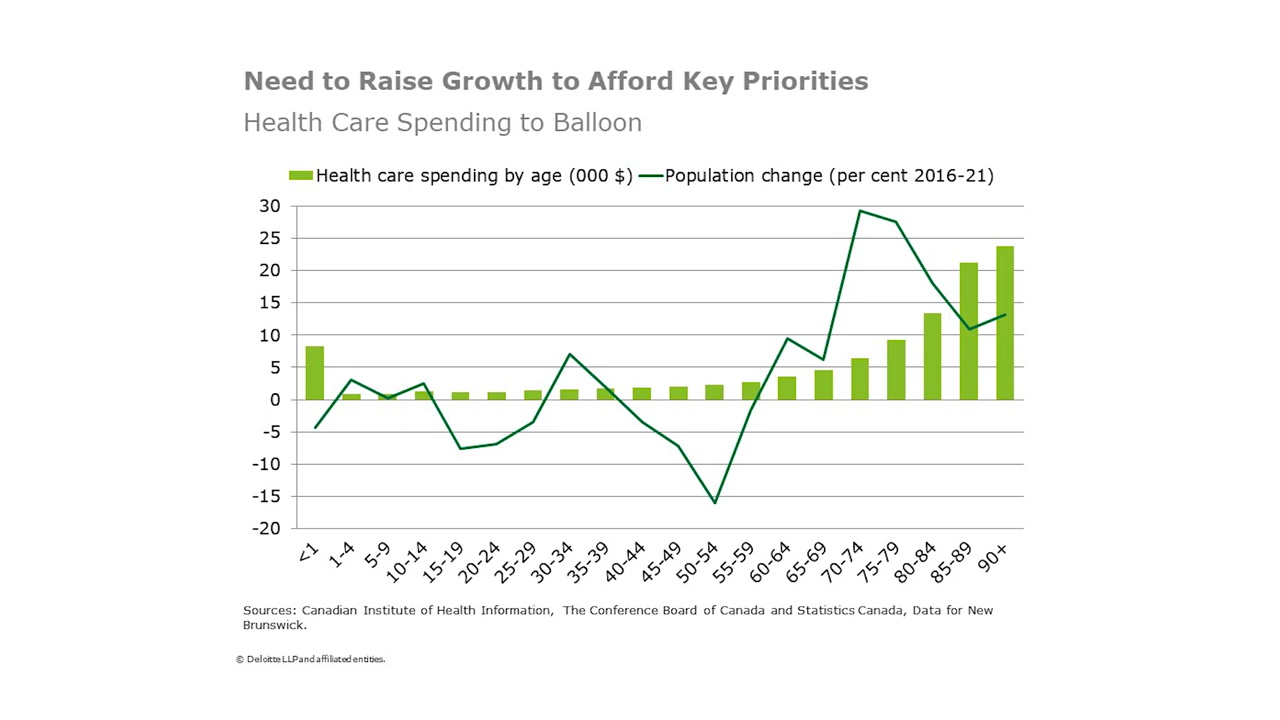 Need to Raise Growth to Afford Key Priorities
Health Care Spending to Balloon
Health care spending by age (000 $) Population change (per cent 2016-21)
30
25
20
15
10
5
0
-5
-10
-15
-20
<1 1-4 5-9 10-14 15-19 20-24 25-29 30-34 35-39 40-44 45-49 50-54 55-59 60-64 65-69 70-74 75-79 80-84 85-89 90+
Sources: Canadian Institute of Health Information, The Conference Board of Canada and Statistics Canada, Data for New
Brunswick.
© Deloitte LLP and affiliated entities.